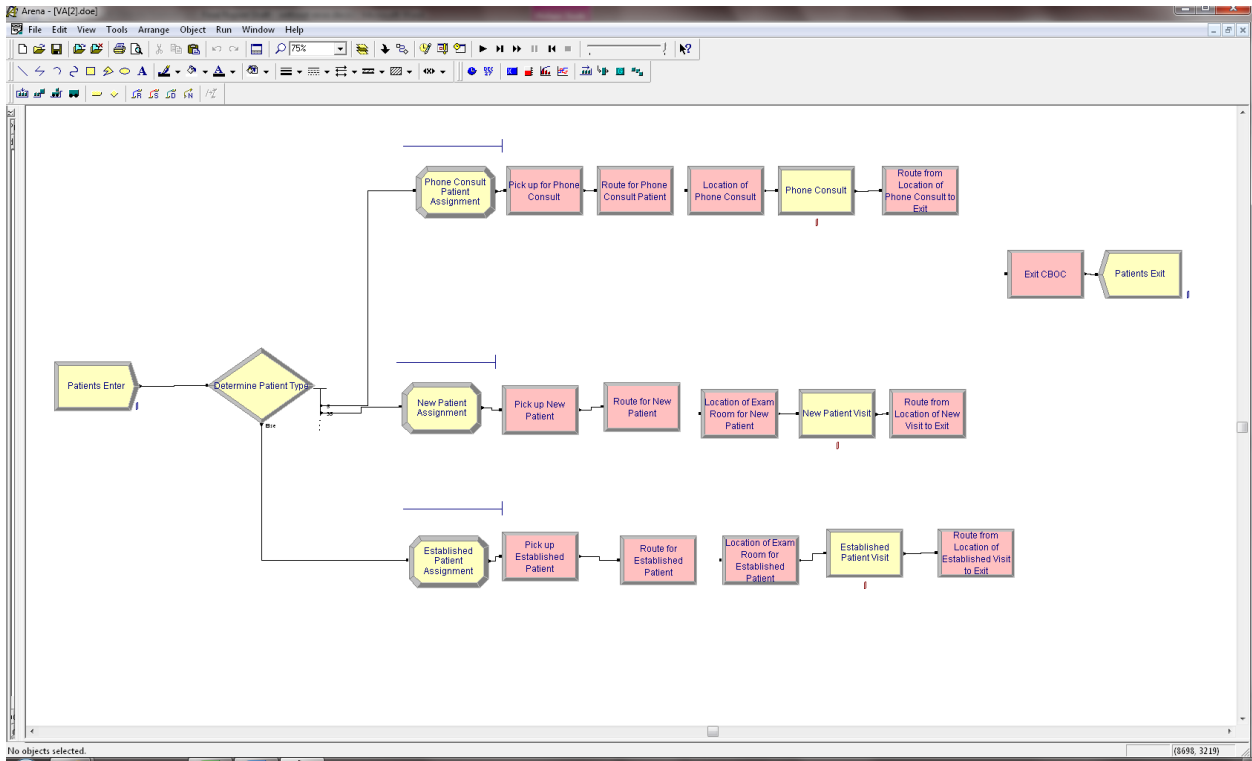 Arena - [VA[2].doe]
File Edit View Tools Arrange Object Run Window Help
75%
Phone Consult
Patient
Assignment
Pick up for Phone
Consult
Route for Phone
Consult Patient
Location of
Phone Consult
Phone Consult
Route from
Location of
Phone Consult to
Exit
Exit CBOC
Patients Exit
Patients Enter
Determine Patient Type
Else
New Patient
Assignment
Pick up New
Patient
Route for New
Patient
Location of Exam
Room for New
Patient
New Patient Visit
Route from
Location of New
Visit to Exit
Established
Patient
Assignment
Pick up
Established
Patient
Route for
Established
Patient
Location of Exam
Room for
Established
Patient
Established
Patient Visit
Route from
Location of
Established Visit
to Exit
No objects selected.
(8698, 3219)